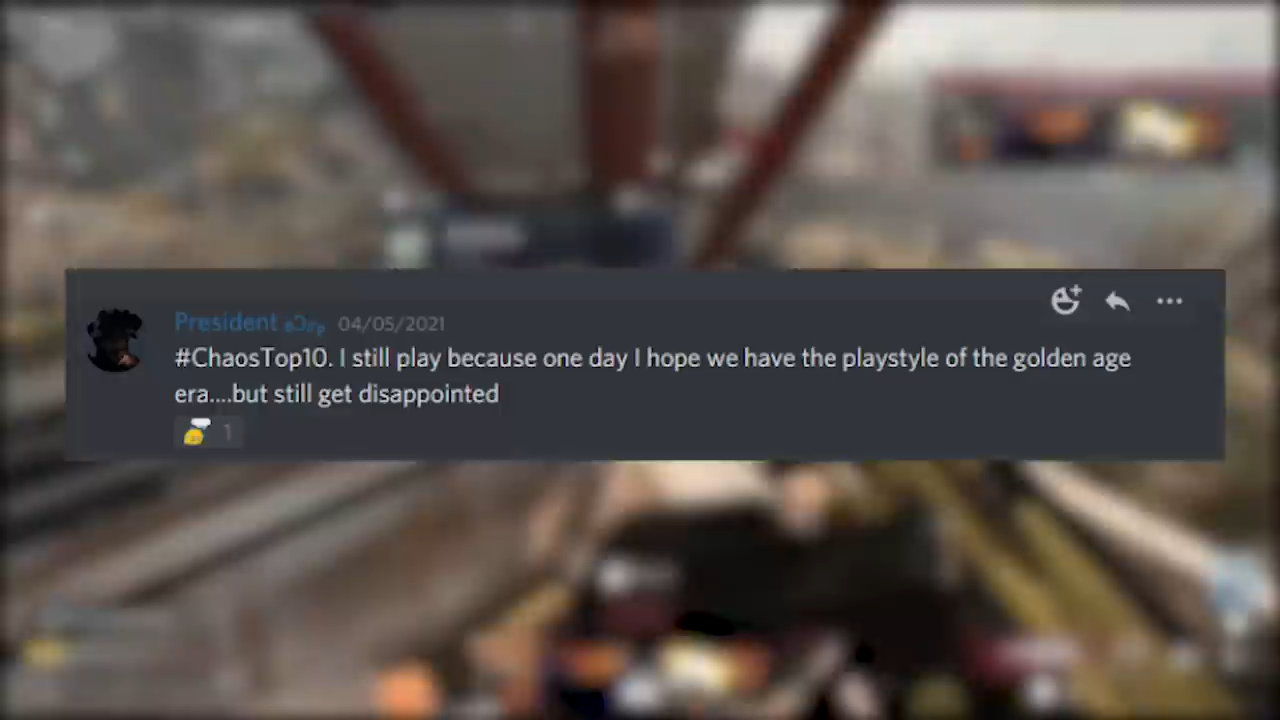 President 04/05/2021
#ChaosTop10. I still play because one day I hope we have the playstyle of the golden age
era....but still get disappointed
1